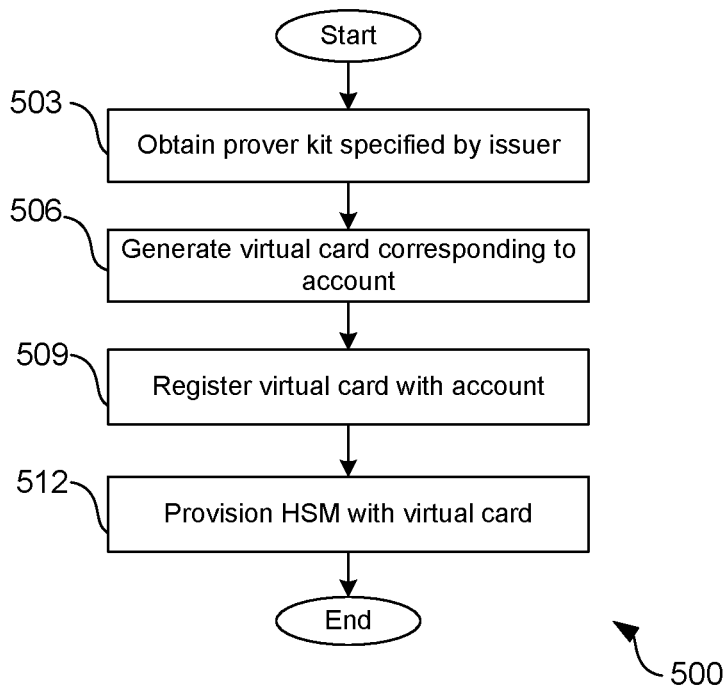 Start
503
Obtain prover kit specified by issuer
506
Generate virtual card corresponding to
account
509
Register virtual card with account
512
Provision HSM with virtual card
End
500